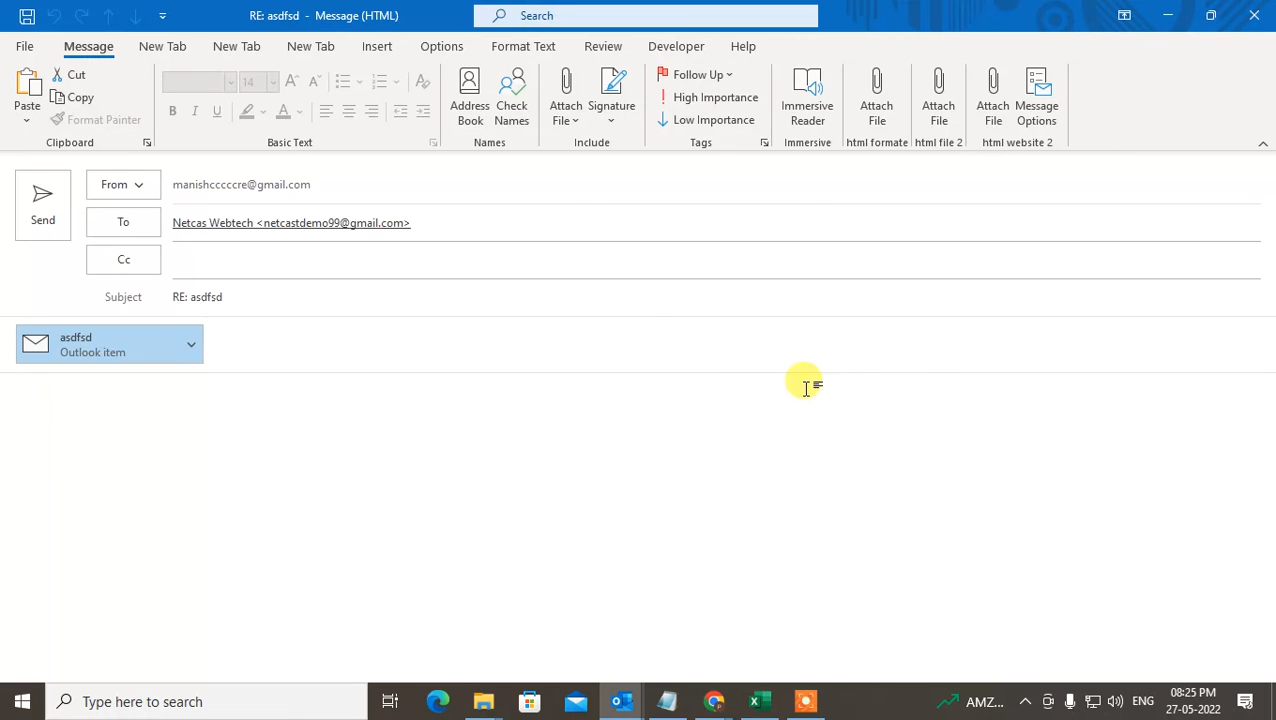 RE: asdfsd - Message (HTML)
Search
File Message New Tab New Tab New Tab Insert Options Format Text Review Developer Help
Paste
Cut
Copy
Format Painter
Clipboard
14
B I U A
Basic Text
Address Book
Check Names
Names
Attach File
Signature
Include
Follow Up
High Importance
Low Importance
Tags
Immersive Reader
Immersive
Attach File
html formate
Attach File
html file 2
Attach File
Message Options
html website 2
Send
From manishcccccre@gmail.com
To Netcas Webtech <netcastdemo99@gmail.com>
Cc
Subject RE: asdfsd
asdfsd
Outlook item
Type here to search
AMZ...
ENG
08:25 PM
27-05-2022